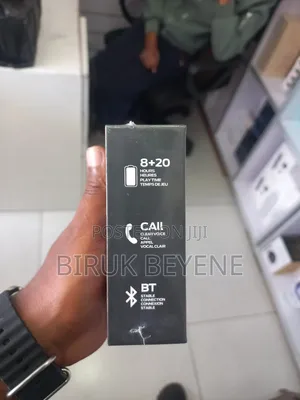 8+20
HOURS
HEURES
PLAY TIME
TEMPS DE JEU
POSTED ON JIJI
CAll
CLEAR VOICE
CALL
APPEL
VOCAL CLAIR
BIRUK BEYENE
BT
STABLE
CONNECTION
CONNEXION
STABLE